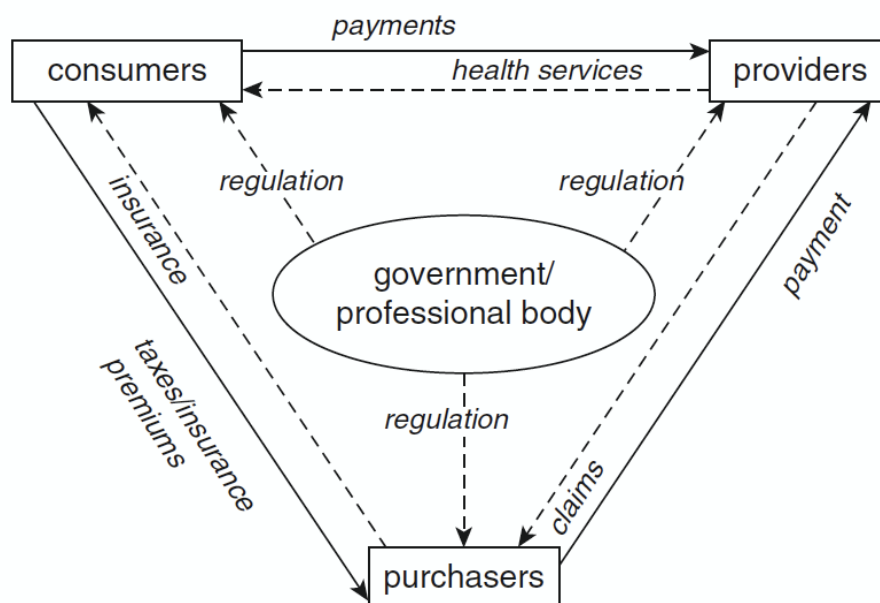 payments
consumers
providers
health services
regulation
regulation
insurance
payment
government/
professional body
taxes/insurance
premiums
regulation
claims
purchasers